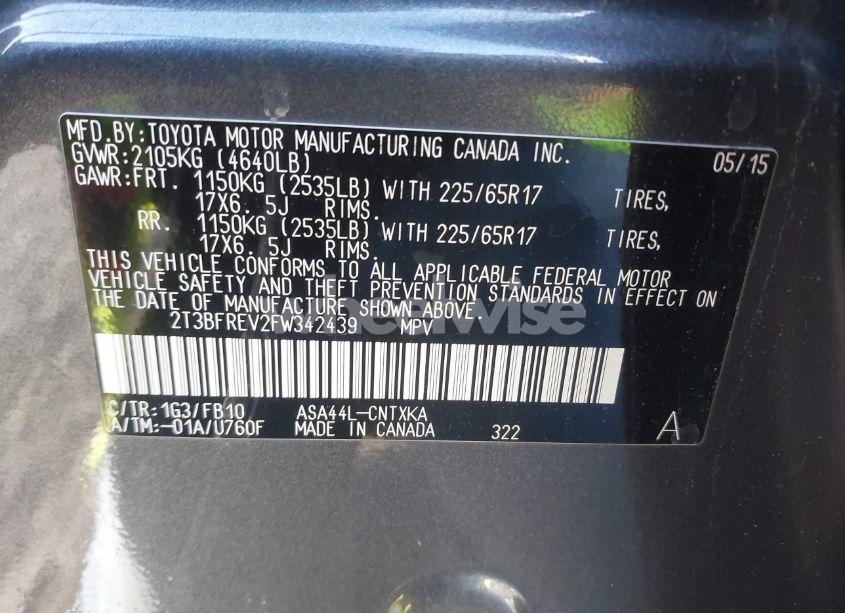 MFD.BY:TOYOTA MOTOR MANUFACTURING CANADA INC. 05/15
GVWR:2105KG (4640LB)
GAWR:FRT. 1150KG (2535LB) WITH 225/65R17 TIRES,
17X6. 5J RIMS.
RR. 1150KG (2535LB) WITH 225/65R17 TIRES,
17X6. 5J RIMS.
THIS VEHICLE CONFORMS TO ALL APPLICABLE FEDERAL MOTOR
VEHICLE SAFETY AND THEFT PREVENTION STANDARDS IN EFFECT ON
THE DATE OF MANUFACTURE SHOWN ABOVE.
2T3BFREV2FW342439 MPV
C/TR:1G3/FB10 ASA44L-CNTXKA
A/TM:-01A/U760F MADE IN CANADA 322 A